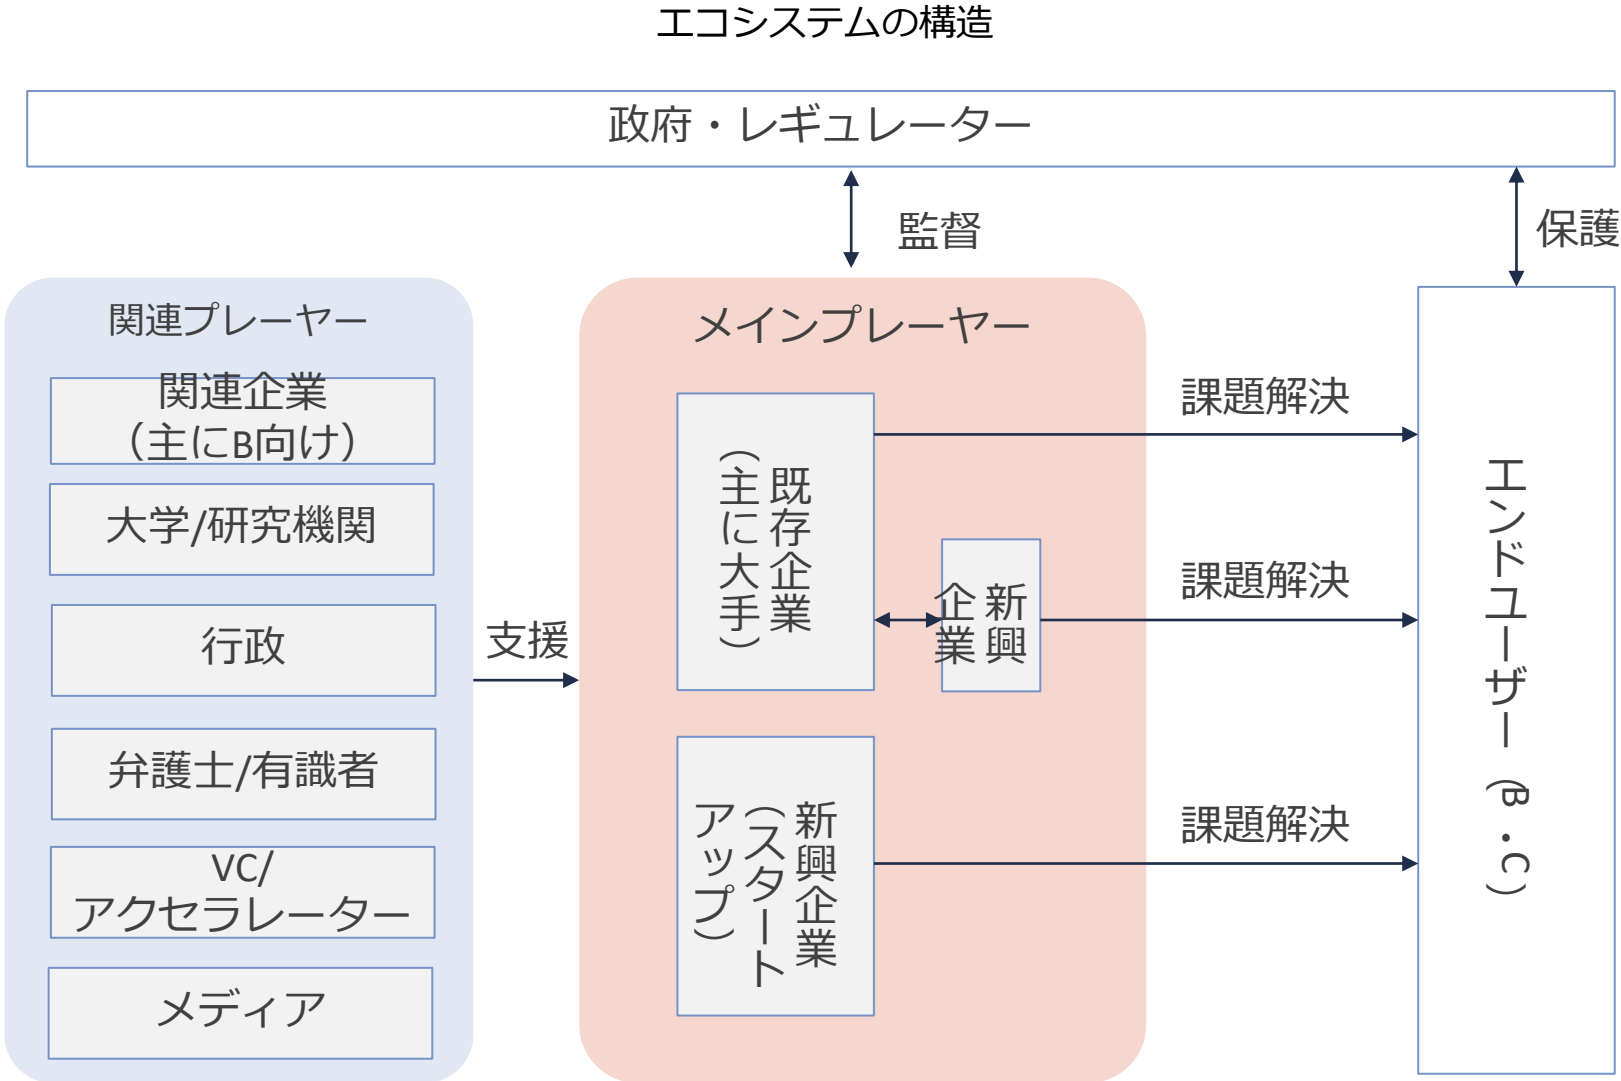 エコシステムの構造
政府・レギュレーター
監督
保護
関連プレーヤー
関連企業
（主にB向け）
大学/研究機関
行政
弁護士/有識者
VC/
アクセラレーター
メディア
支援
メインプレーヤー
既存企業
（主に大手）
新興
企業
新興企業
（スタート
アップ）
課題解決
課題解決
課題解決
エンドユーザー（B・C）